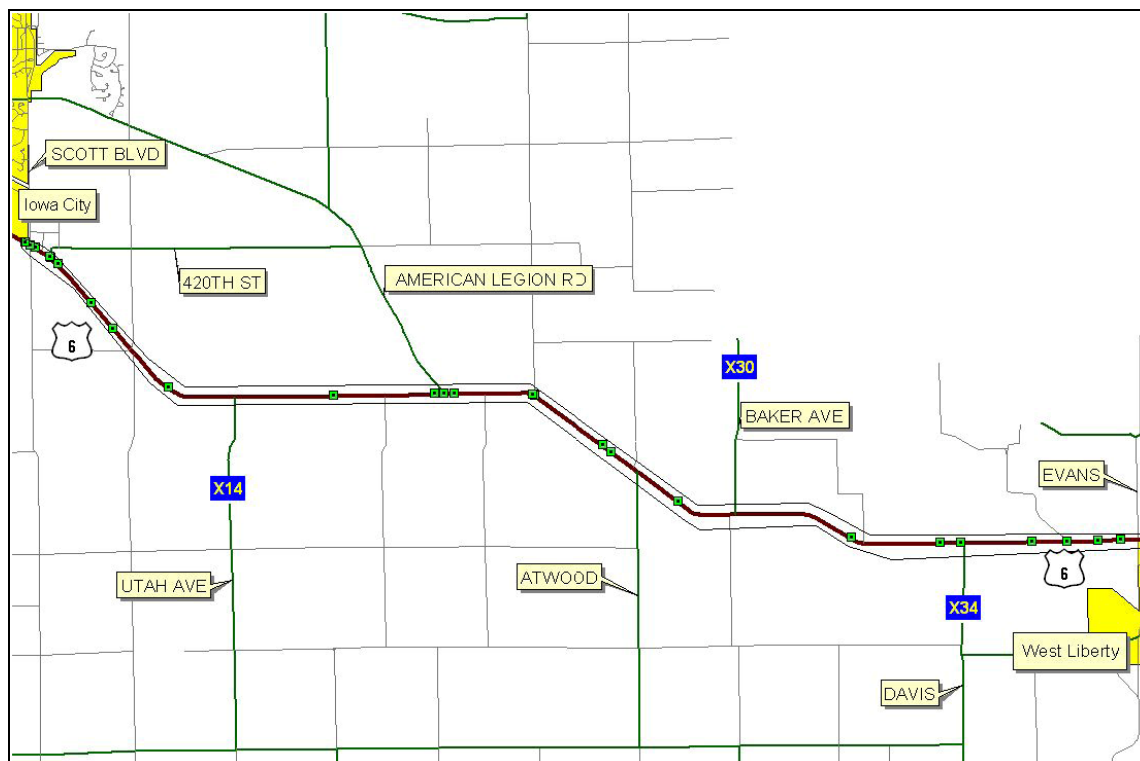 SCOTT BLVD
Iowa City
420TH ST
AMERICAN LEGION RD
6
X30
BAKER AVE
X14
EVANS
UTAH AVE
ATWOOD
6
X34
West Liberty
DAVIS